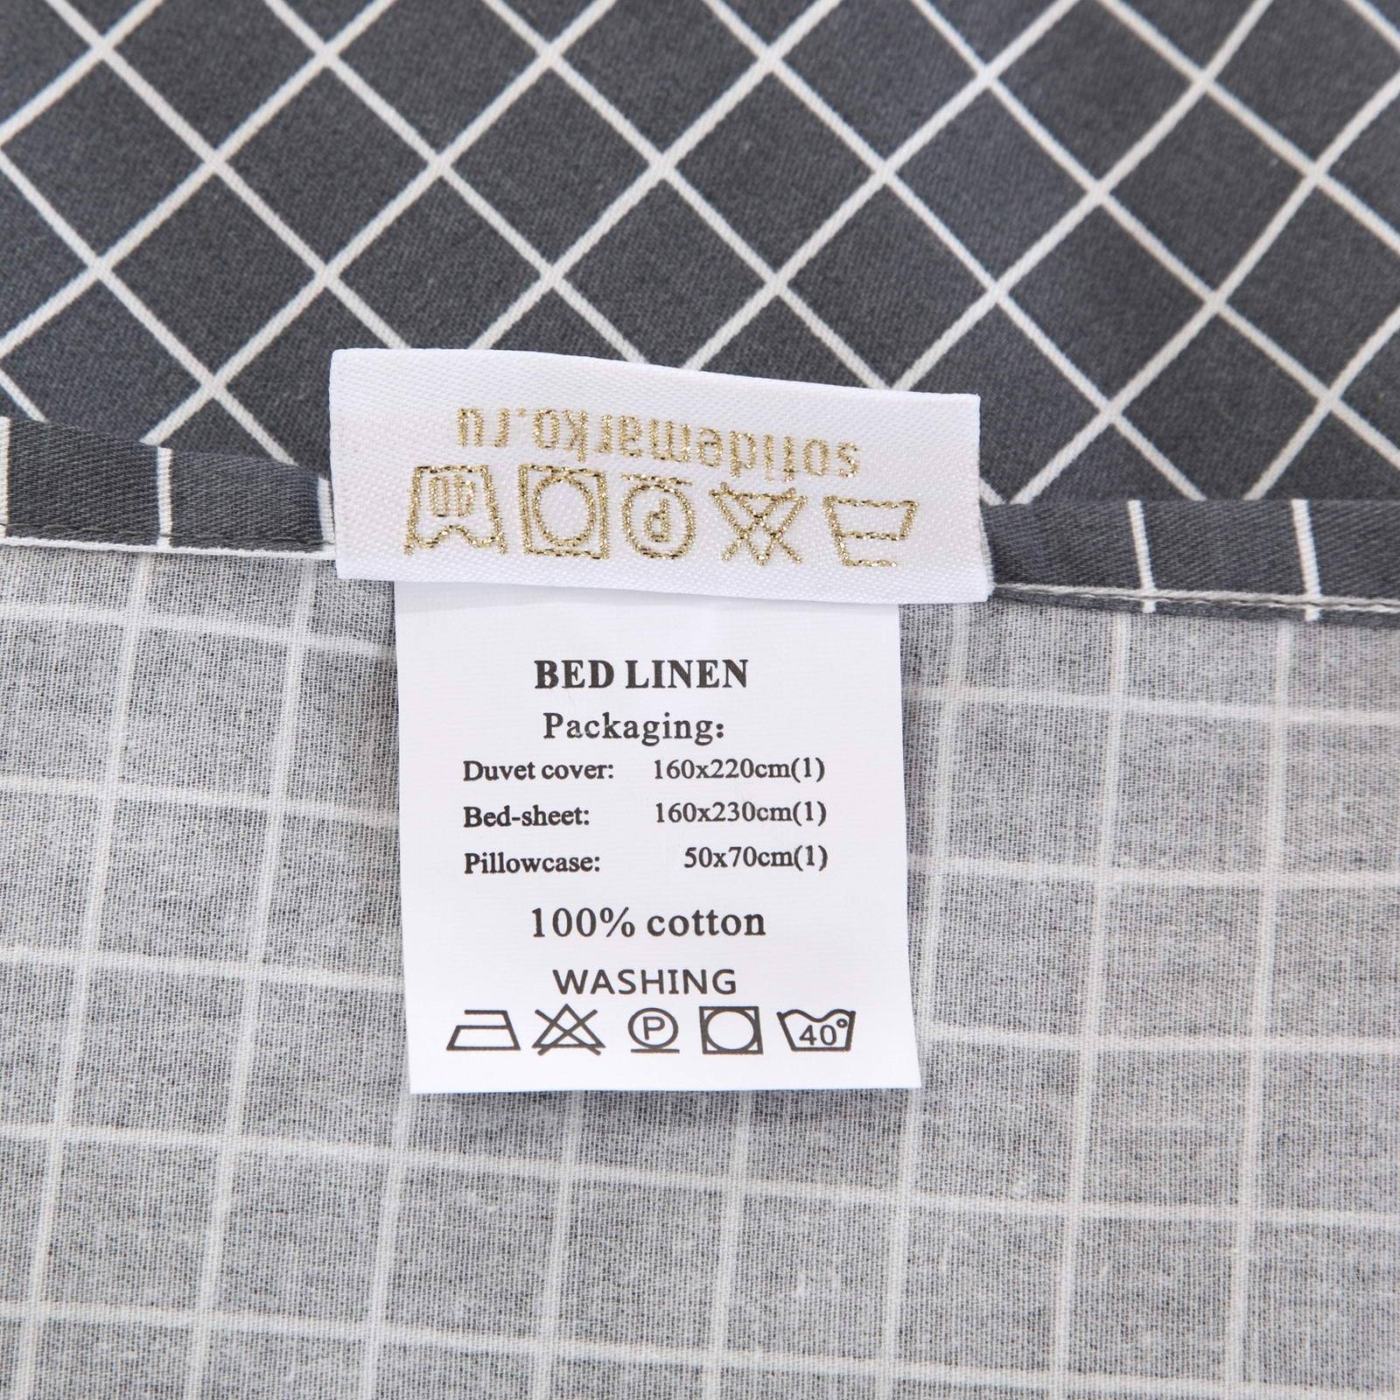 solidemarko.ru
40
P
BED LINEN
Packaging:
Duvet cover: 160x220cm(1)
Bed-sheet: 160x230cm(1)
Pillowcase: 50x70cm(1)
100% cotton
WASHING
P 40°